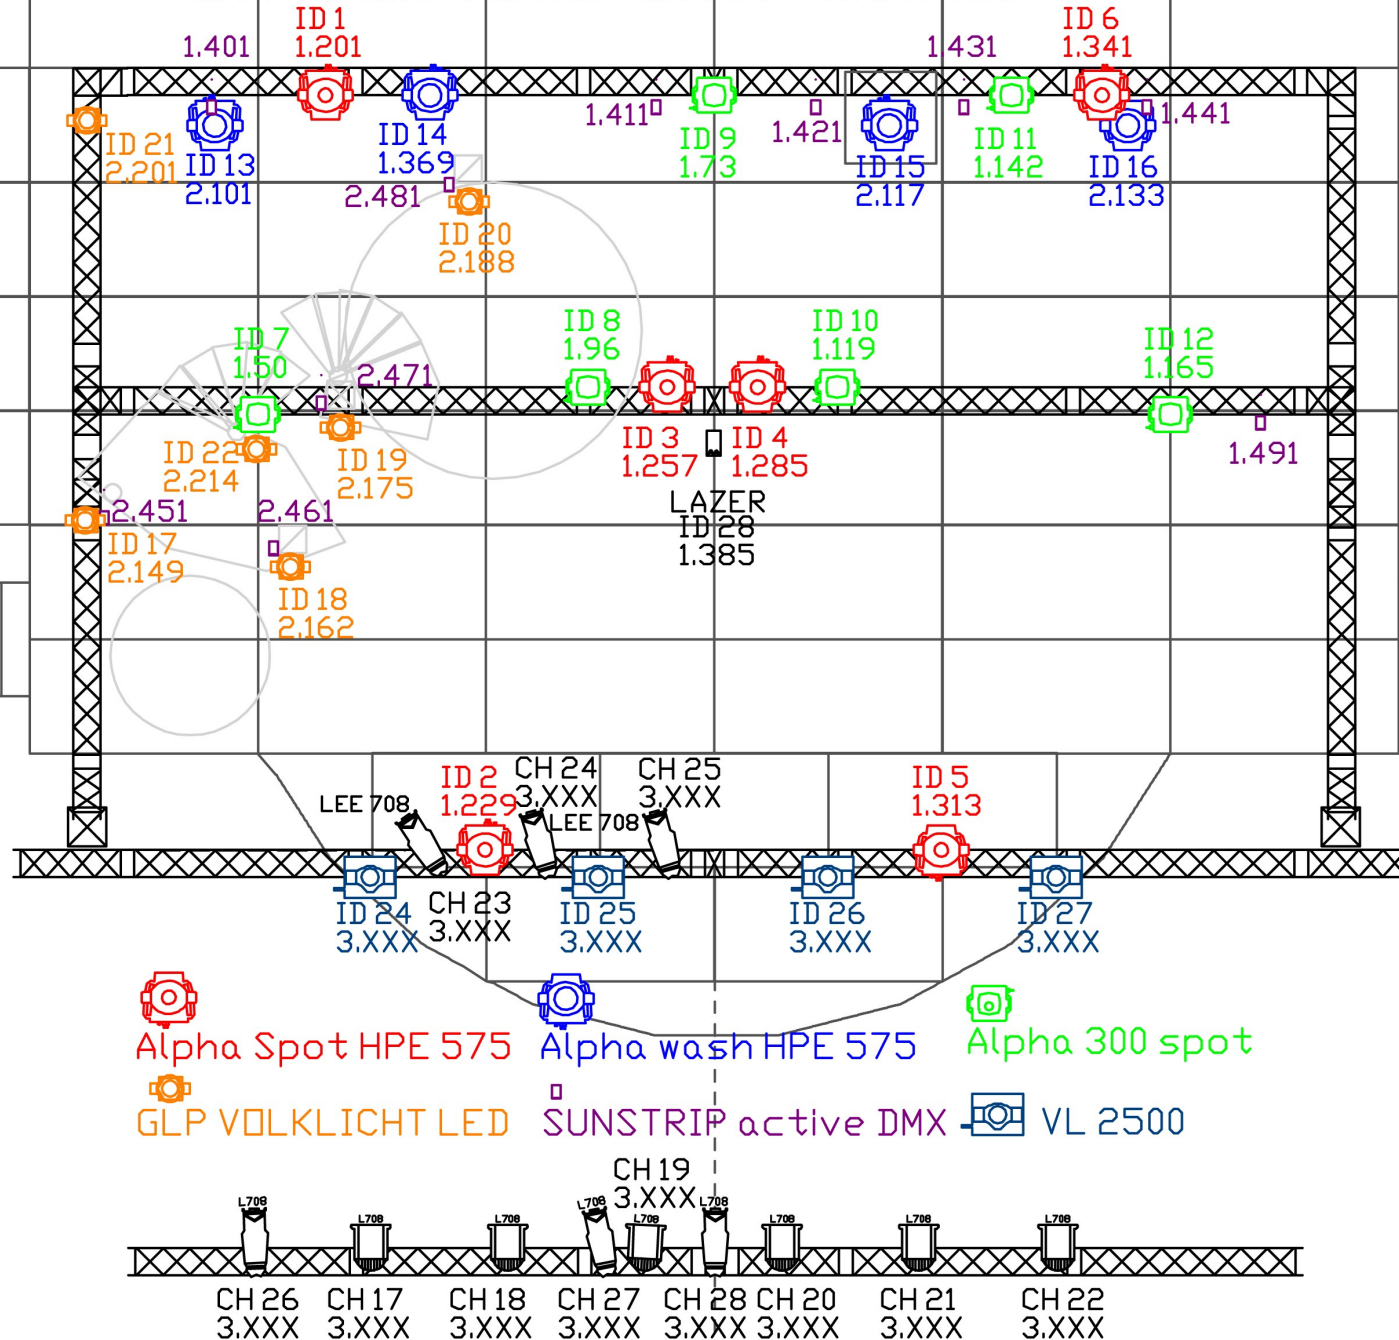 ID 1
1.201
ID 6
1.341
1.401
1.431
ID 21
2.201
ID 13
2.101
ID 14
1.369
1.411
ID 9
1.73
1.421
ID 15
2.117
ID 11
1.142
1.441
ID 16
2.133
2.481
ID 20
2.188
ID 7
1.50
2.471
ID 8
1.96
ID 10
1.119
ID 12
1.165
ID 22
2.214
ID 19
2.175
ID 3
1.257
ID 4
1.285
1.491
LAZER
ID 28
1.385
2.451
2.461
ID 17
2.149
ID 18
2.162
LEE 708
ID 2
1.229
CH 24
3.XXX
LEE 708
CH 25
3.XXX
ID 5
1.313
ID 24
3.XXX
CH 23
3.XXX
ID 25
3.XXX
ID 26
3.XXX
ID 27
3.XXX
Alpha Spot HPE 575
Alpha wash HPE 575
Alpha 300 spot
GLP VOLKLICHT LED
SUNSTRIP active DMX
VL 2500
CH 19
3.XXX
L708
L708
L708
L708
L708
L708
L708
L708
L708
CH 26
3.XXX
CH 17
3.XXX
CH 18
3.XXX
CH 27
3.XXX
CH 28
3.XXX
CH 20
3.XXX
CH 21
3.XXX
CH 22
3.XXX